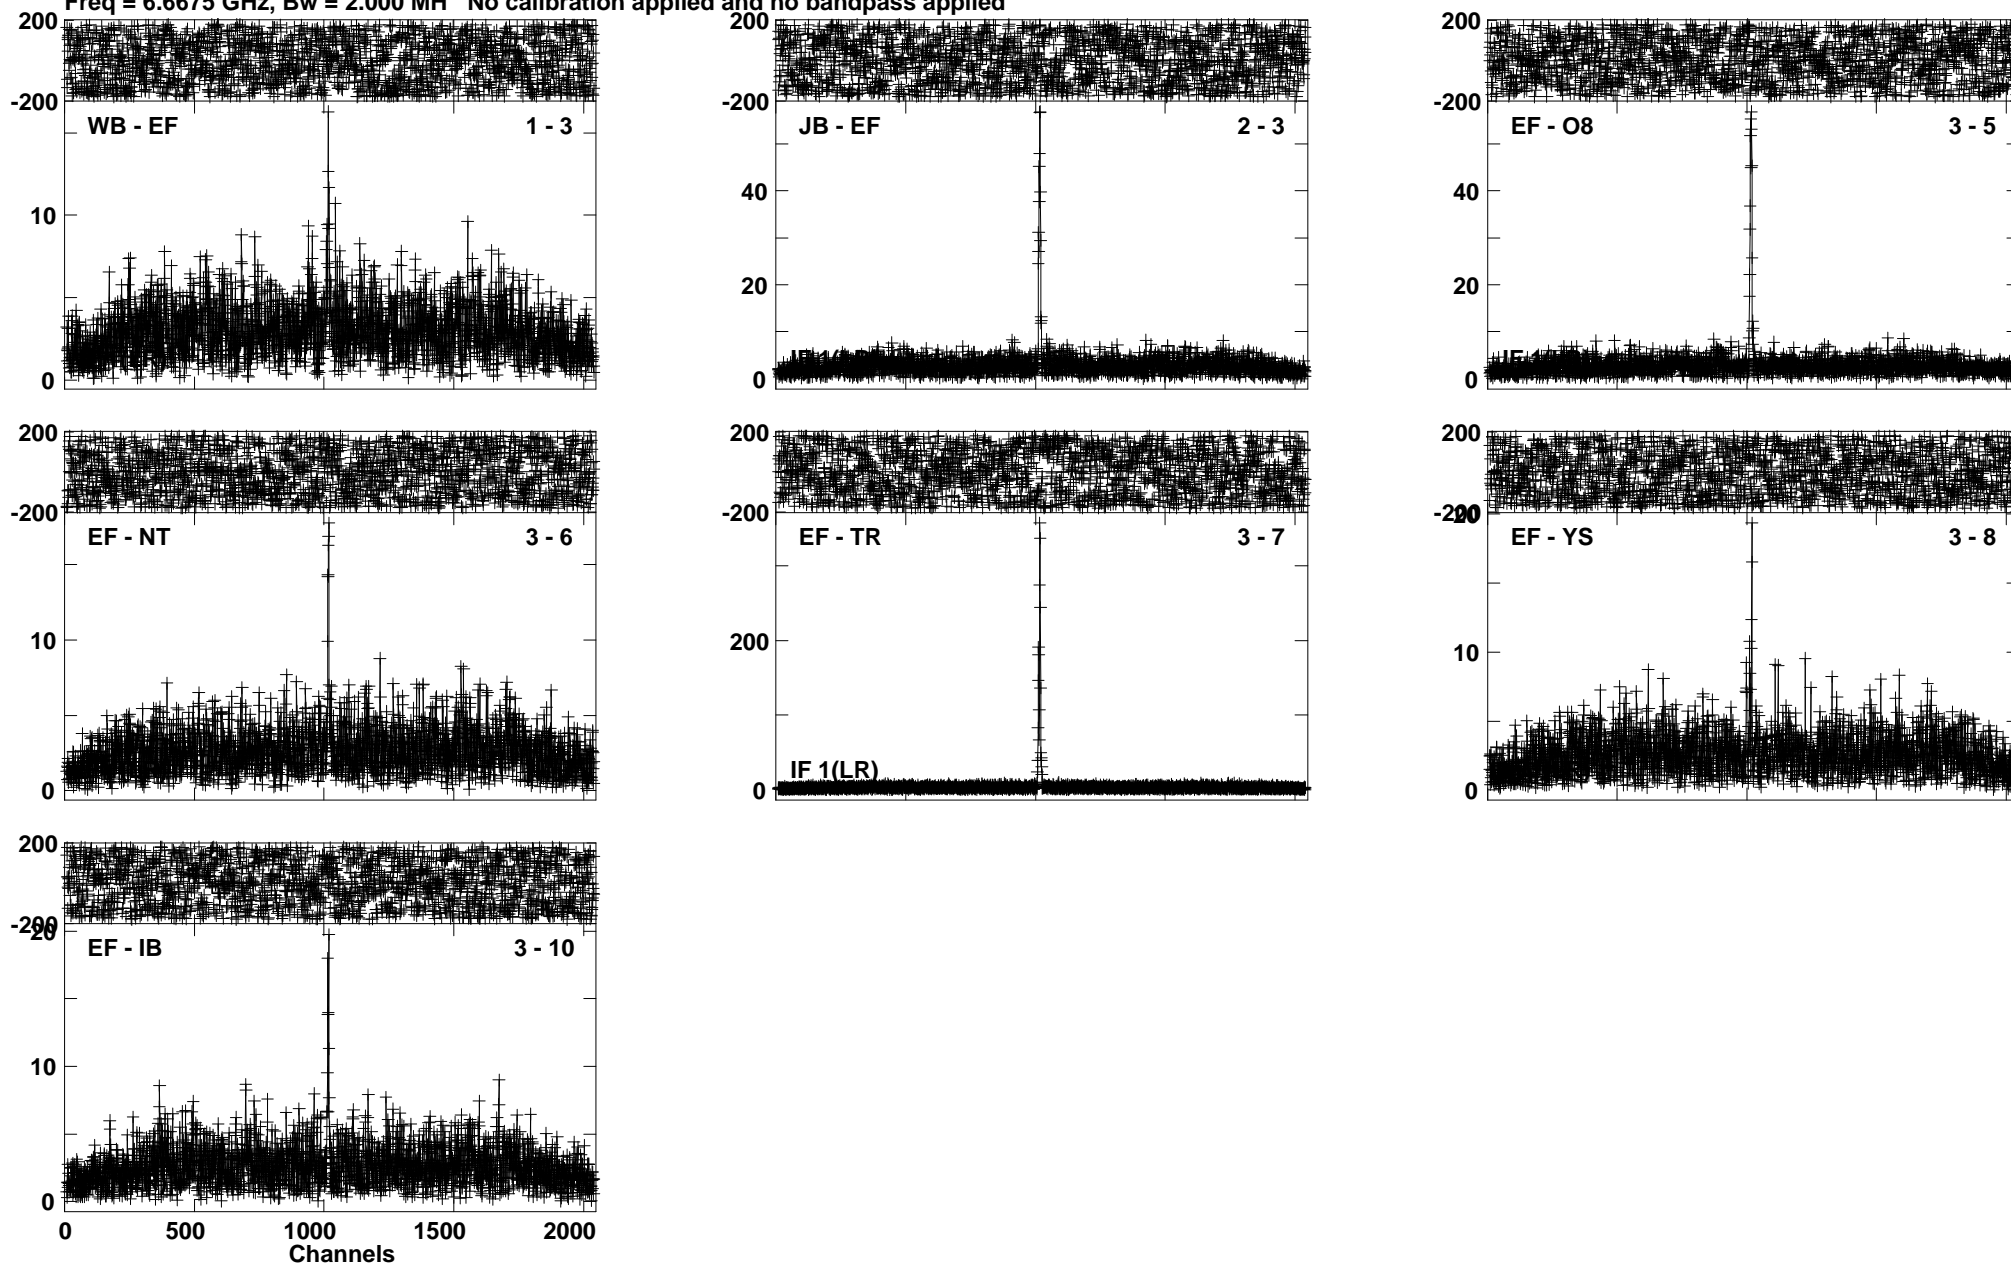 Freq = 6.6675 GHz, Bw = 2.000 MH No calibration applied and no bandpass applied
200 200 200
-200 -200 -200
WB - EF 1 - 3 JB - EF 2 - 3 EF - O8 3 - 5
10 40 40
20 20
0 0 0
200 200 200
-200 -200 -200 20
EF - NT 3 - 6 EF - TR 3 - 7 EF - YS 3 - 8
10 200 10
IF 1(LR)
0 0 0
200
-200
20
EF - IB 3 - 10
10
0
0 500 1000 1500 2000
Channels